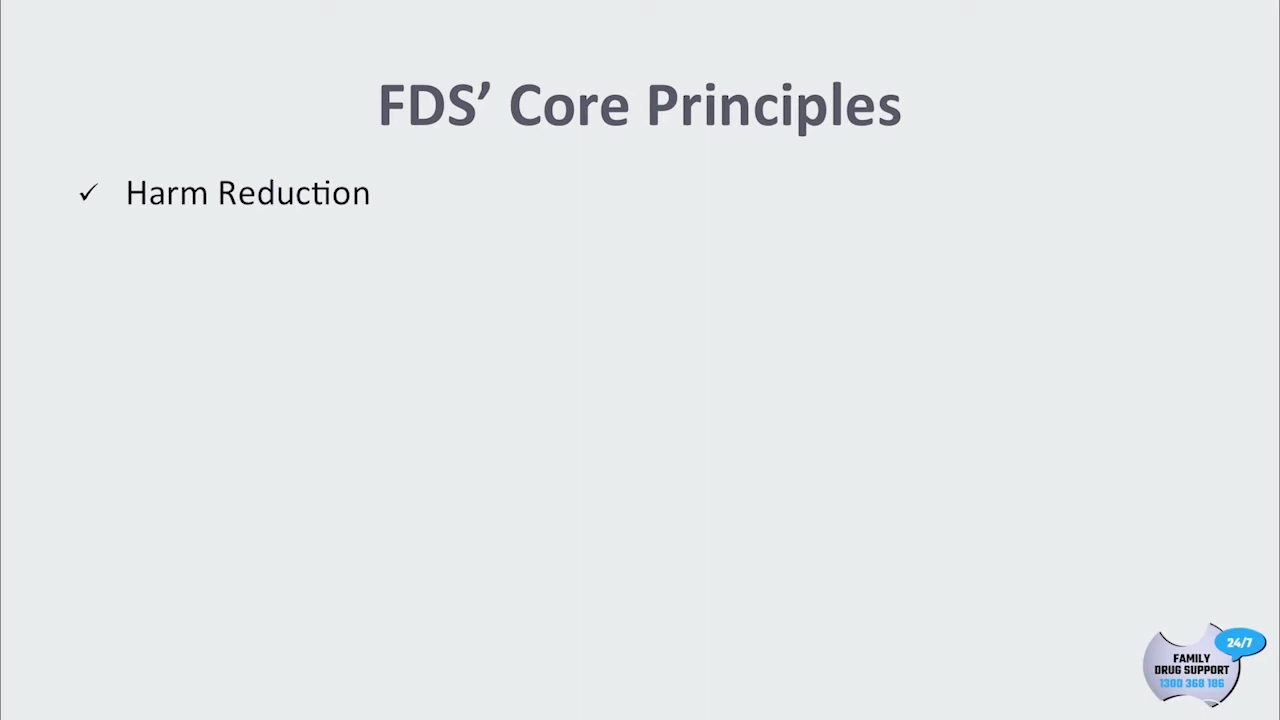 FDS’ Core Principles
✓ Harm Reduction
24/7
FAMILY
DRUG SUPPORT
1300 368 186